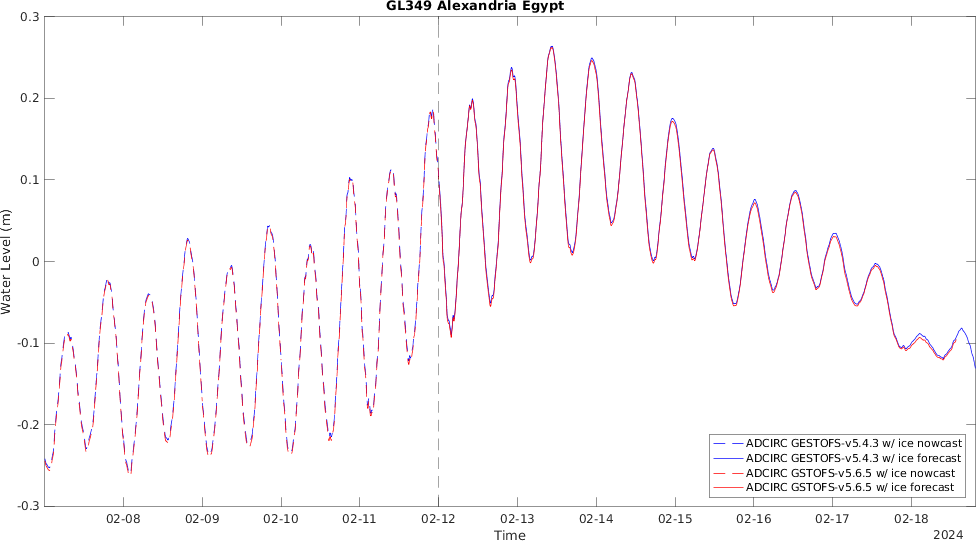 GL349 Alexandria Egypt
0.3
0.2
0.1
0
-0.1
-0.2
-0.3
Water Level (m)
02-08 02-09 02-10 02-11 02-12 02-13 02-14 02-15 02-16 02-17 02-18
Time
2024
ADCIRC GESTOFS-v5.4.3 w/ ice nowcast
ADCIRC GESTOFS-v5.4.3 w/ ice forecast
ADCIRC GSTOFS-v5.6.5 w/ ice nowcast
ADCIRC GSTOFS-v5.6.5 w/ ice forecast